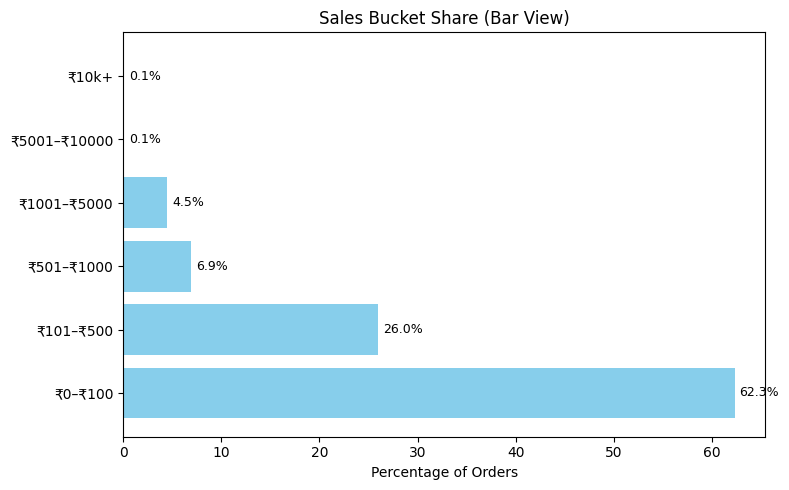 Sales Bucket Share (Bar View)
₹10k+ 0.1%
₹5001–₹10000 0.1%
₹1001–₹5000 4.5%
₹501–₹1000 6.9%
₹101–₹500 26.0%
₹0–₹100 62.3%
0 10 20 30 40 50 60
Percentage of Orders